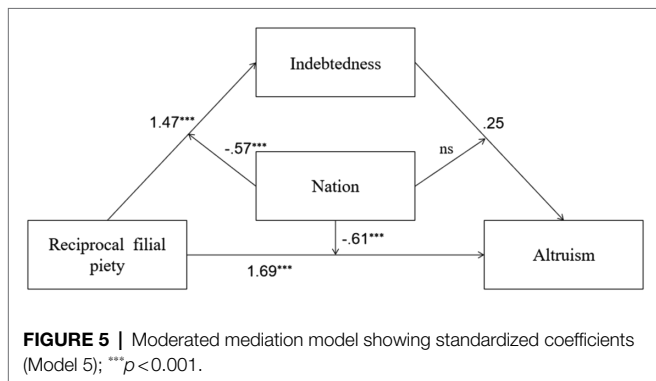 Indebtedness
1.47***
.25
-.57***
ns
Nation
Reciprocal filial
piety
-.61***
1.69***
Altruism
FIGURE 5 | Moderated mediation model showing standardized coefficients
(Model 5); ***p<0.001.